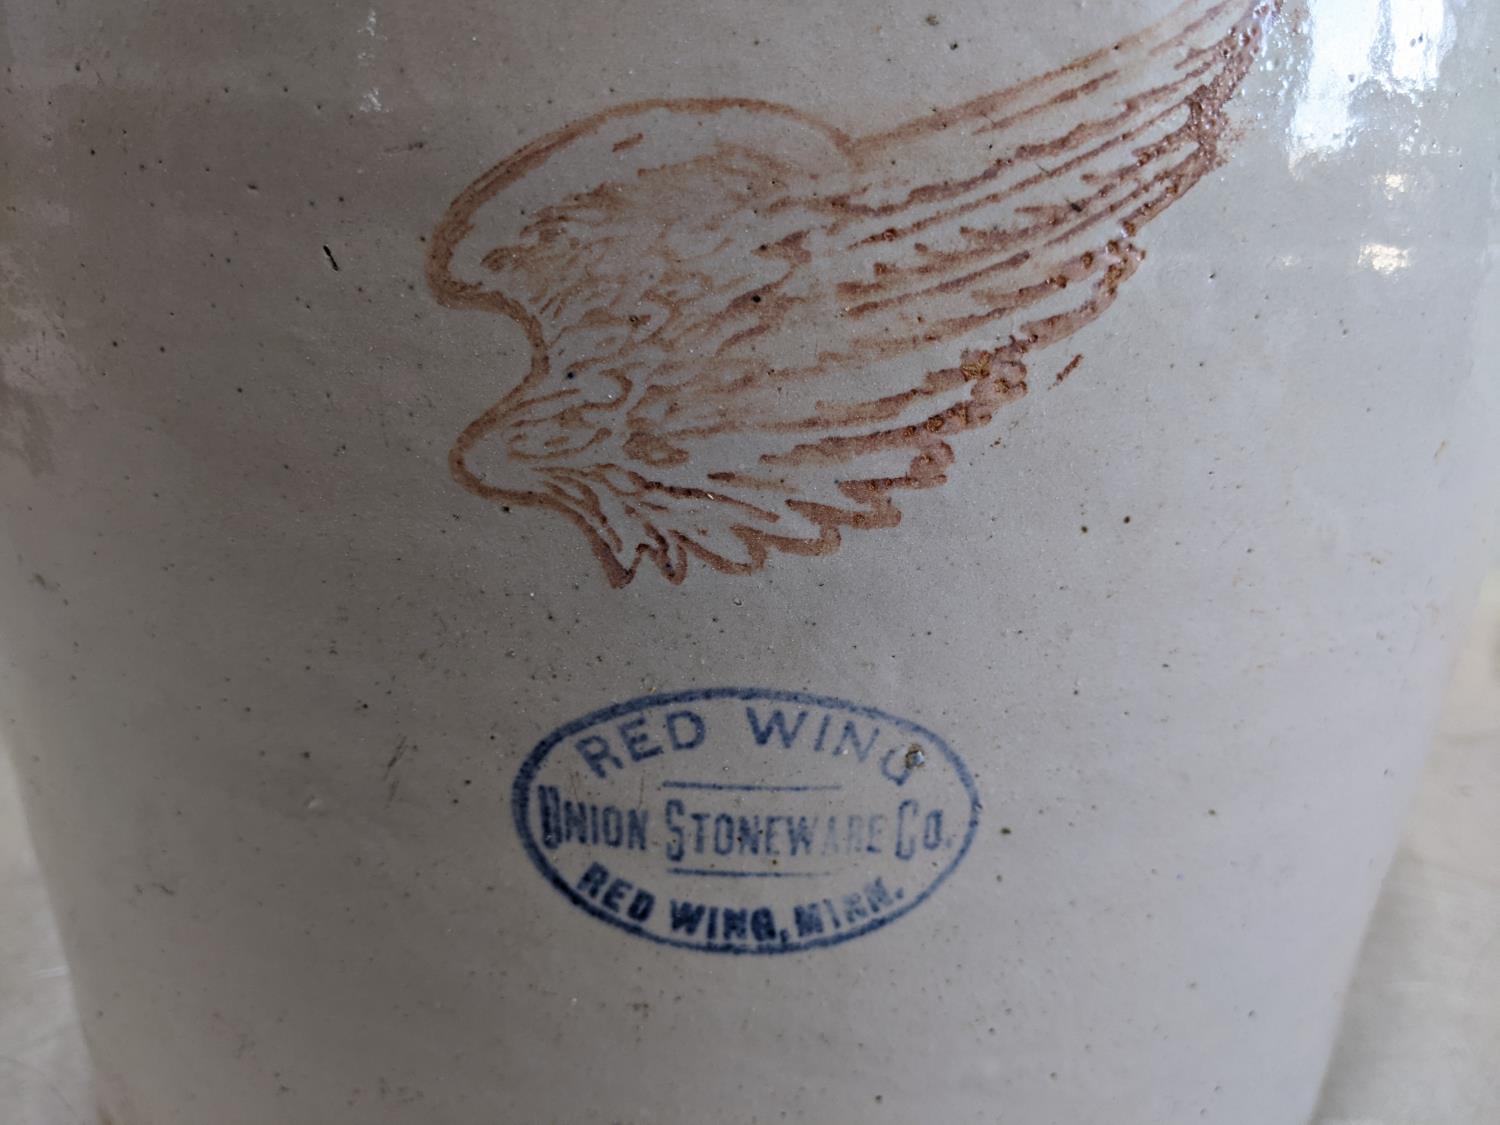 RED WING
UNION STONEWARE CO.
RED WING, MINN.